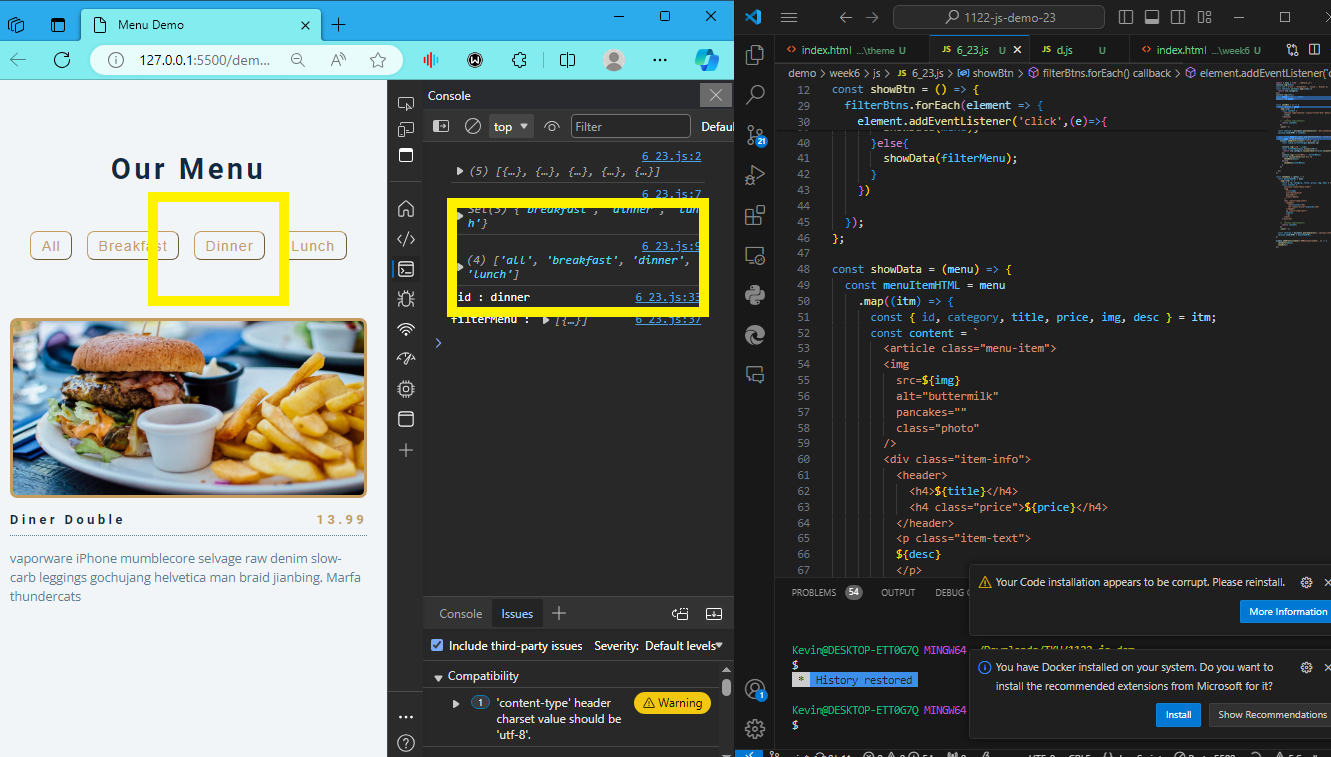 Menu Demo
127.0.0.1:5500/dem...
Our Menu
All
Breakfast
Dinner
Lunch
Diner Double
13.99
vaporware iPhone mumblecore selvage raw denim slow-
carb leggings gochujang helvetica man braid jianbing. Marfa
thundercats
Console
top
Filter
Defau
6_23.js:2
(5) [{…}, {…}, {…}, {…}, {…}]
6_23.js:7
Set(3) {'breakfast', 'dinner', 'lunc
h'}
6_23.js:9
(4) ['all', 'breakfast', 'dinner',
'lunch']
id : dinner
6_23.js:33
filterMenu :
[{…}]
6_23.js:37
Console
Issues
Include third-party issues
Severity:
Default levels
Compatibility
1
'content-type' header
charset value should be
'utf-8'.
Warning
1122-js-demo-23
index.html ...\theme U
JS 6_23.js U
JS d.js U
index.html ...\week6 U
demo > week6 > js > JS 6_23.js > showBtn > filterBtns.forEach() callback > element.addEventListener('c
12 const showBtn = () => {
29 filterBtns.forEach(element => {
30 element.addEventListener('click',(e)=>{
40 }else{
41 showData(filterMenu);
42 }
43 })
44
45 });
46 };
47
48 const showData = (menu) => {
49 const menuItemHTML = menu
50 .map((itm) => {
51 const { id, category, title, price, img, desc } = itm;
52 const content = `
53 <article class="menu-item">
54 <img
55 src=${img}
56 alt="buttermilk"
57 pancakes=""
58 class="photo"
59 />
60 <div class="item-info">
61 <header>
62 <h4>${title}</h4>
63 <h4 class="price">${price}</h4>
64 </header>
65 <p class="item-text">
66 ${desc}
67 </p>
21
1
PROBLEMS 54
OUTPUT
DEBUG
Kevin@DESKTOP-ETT0G7Q MINGW64
$
* History restored
Kevin@DESKTOP-ETT0G7Q MINGW64
$
Your Code installation appears to be corrupt. Please reinstall.
More Information
You have Docker installed on your system. Do you want to
install the recommended extensions from Microsoft for it?
Install
Show Recommendations